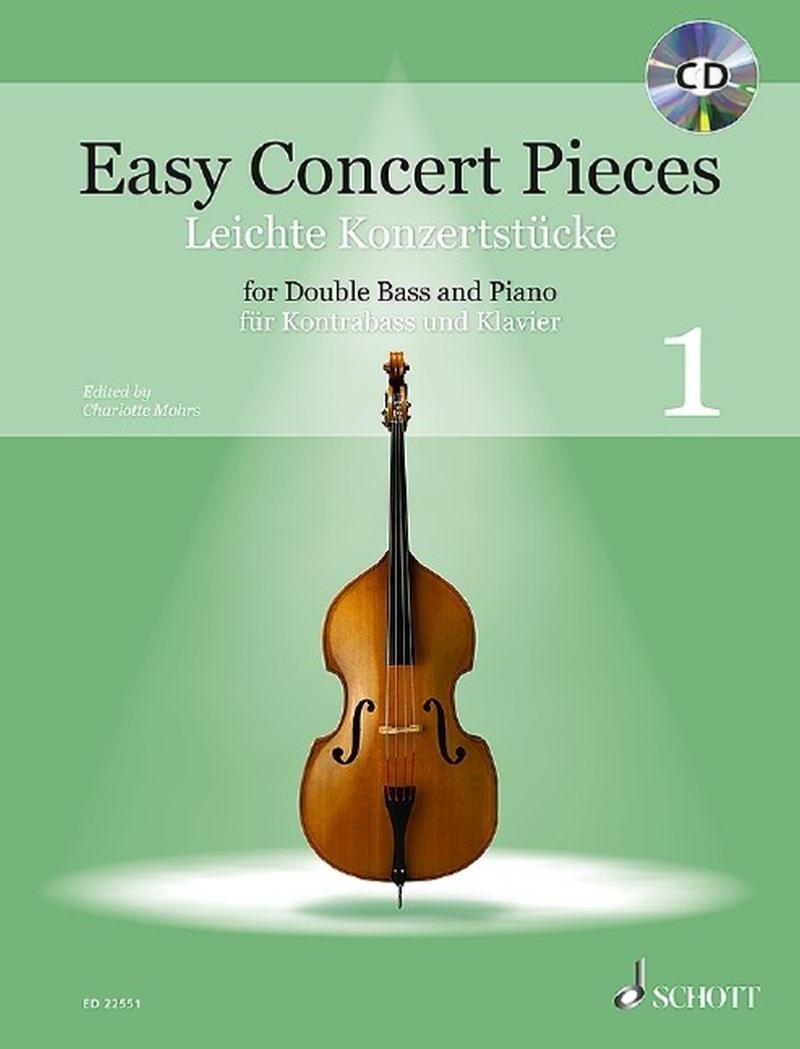 CD
Easy Concert Pieces
Leichte Konzertstücke
for Double Bass and Piano
für Kontrabass und Klavier
1
Edited by
Charlotte Mohrs
ED 22551
SCHOTT